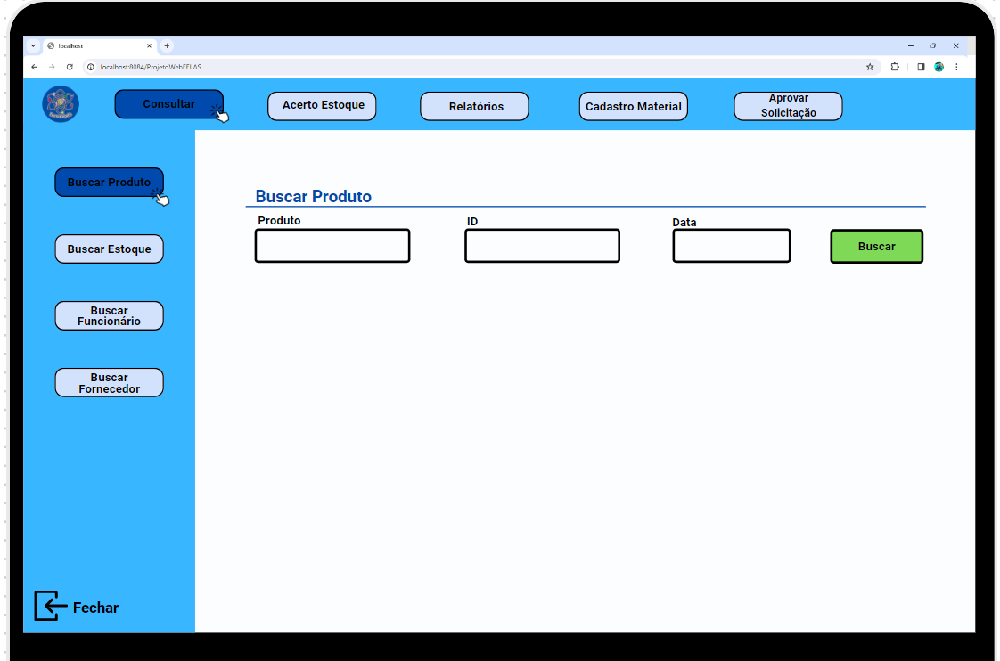 localhost
localhost:8084/ProjetoWebEELAS
Consultar
Acerto Estoque
Relatórios
Cadastro Material
Aprovar
Solicitação
Buscar Produto
Buscar Estoque
Buscar
Funcionário
Buscar
Fornecedor
Fechar
Buscar Produto
Produto
ID
Data
Buscar